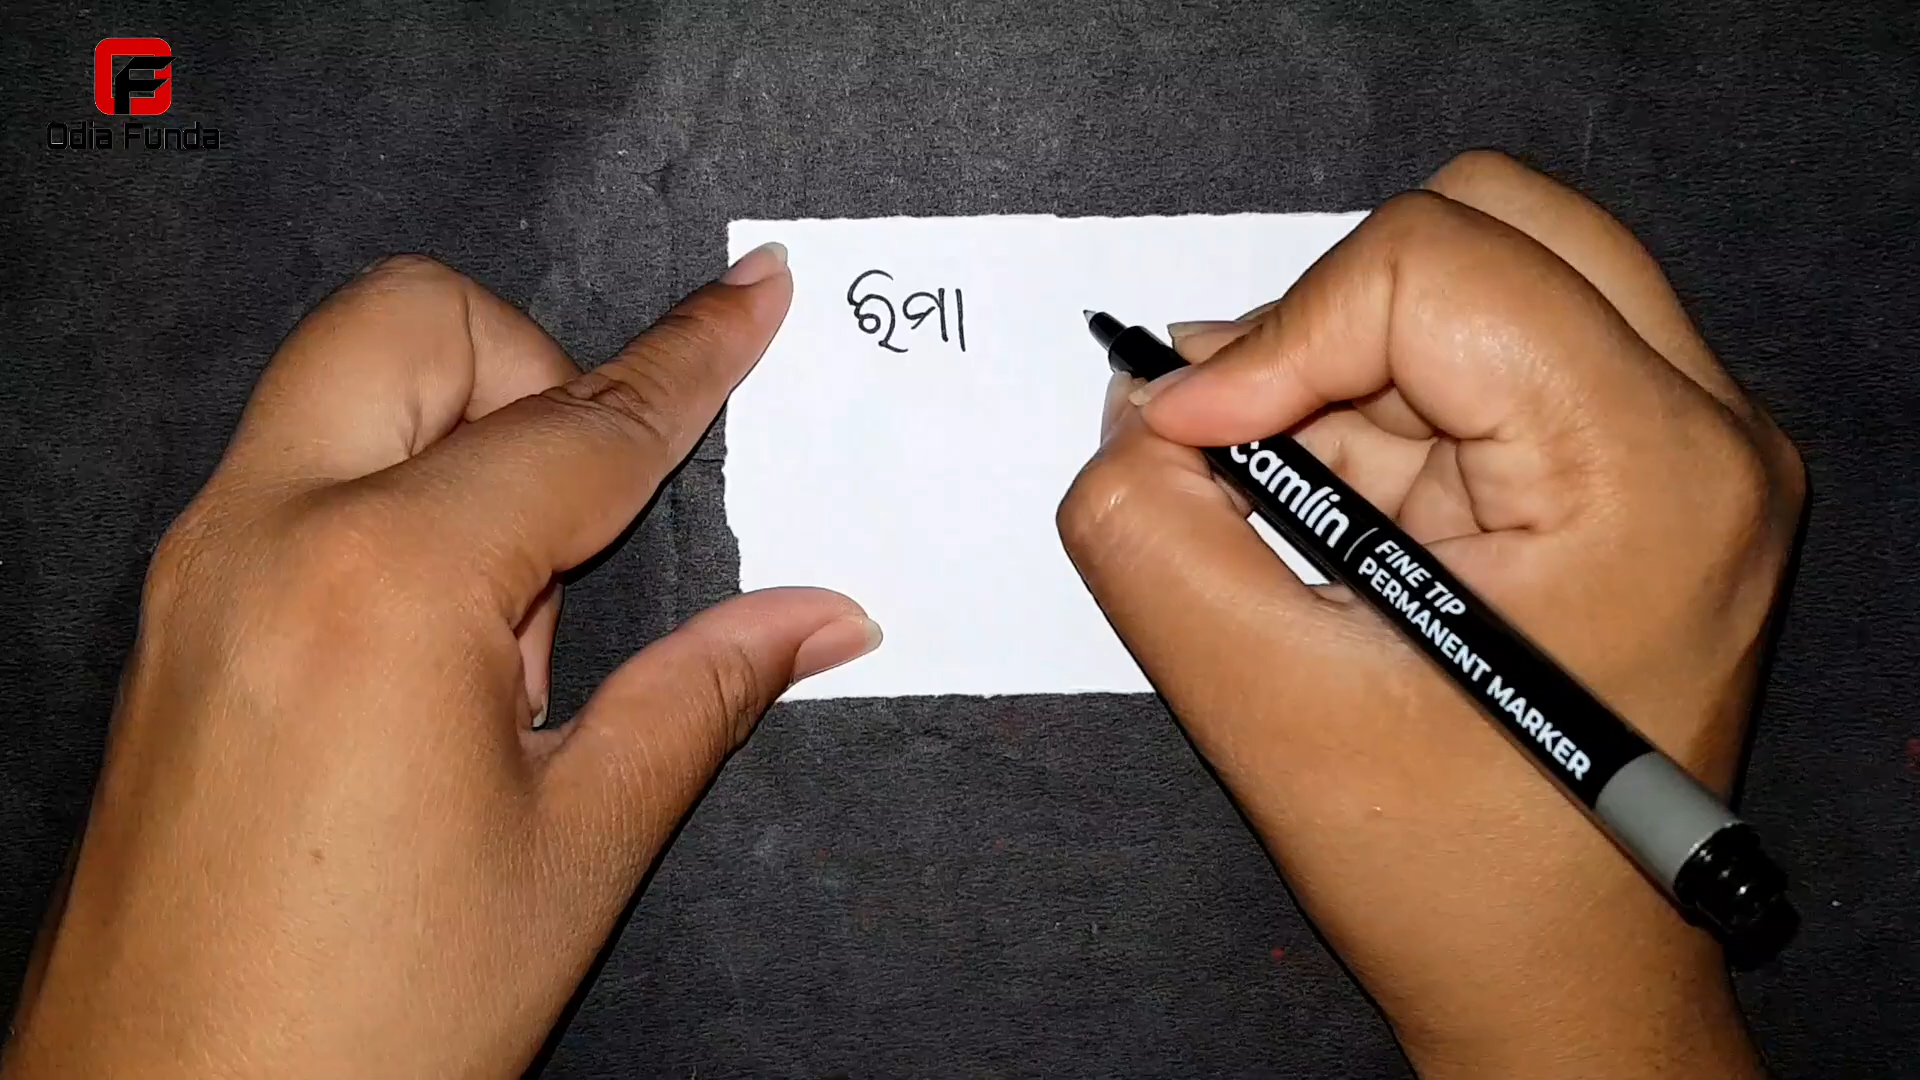 Odia Funda
ରିମା
camlin
FINE TIP
PERMANENT MARKER